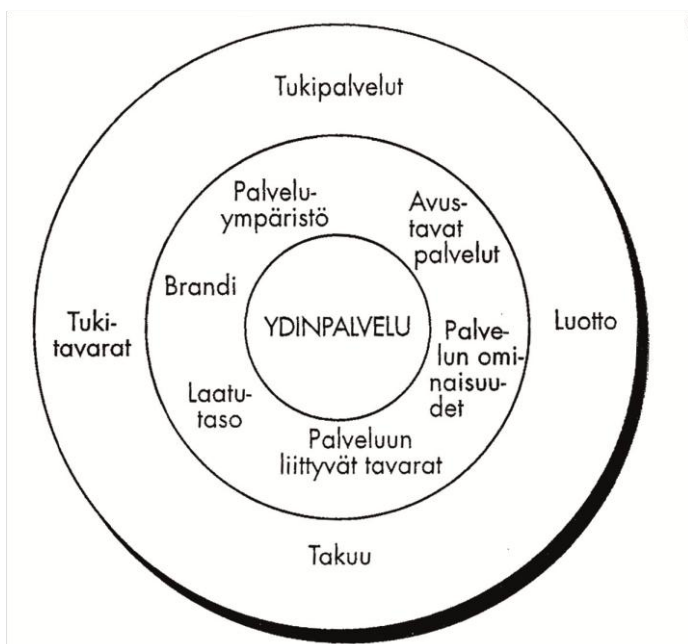 Tukipalvelut
Palvelu-
ympäristö
Avus-
tavat
palvelut
Brandi
YDINPALVELU
Tuki-
tavarat
Palve-
lun omi-
naisuu-
det
Luotto
Laatu-
taso
Palveluun
liittyvät tavarat
Takuu